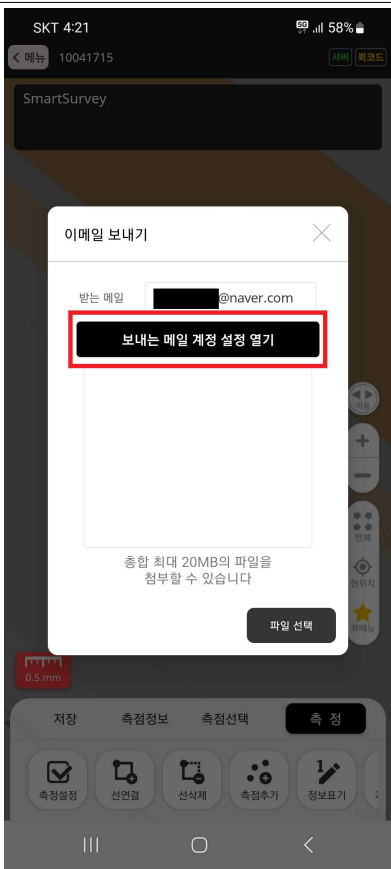 SKT 4:21
5G 58%
메뉴 10041715 서버 퀵코드
SmartSurvey
이메일 보내기
받는 메일 @naver.com
보내는 메일 계정 설정 열기
이동
총합 최대 20MB의 파일을
첨부할 수 있습니다
전체
현위치
퀵메뉴
파일 선택
0.5 mm
저장 측점정보 측점선택 측 정
측정설정 선연결 선삭제 측점추가 정보표기